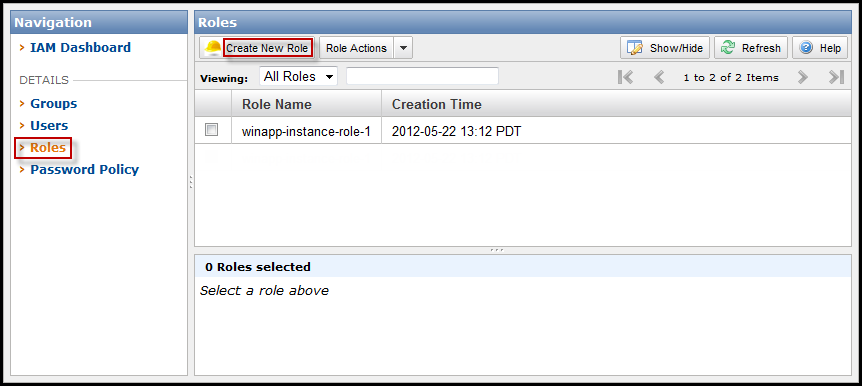 Navigation
› IAM Dashboard
DETAILS
› Groups
› Users
› Roles
› Password Policy
Roles
Create New Role Role Actions Show/Hide Refresh ? Help
Viewing: All Roles 1 to 2 of 2 Items
Role Name Creation Time
winapp-instance-role-1 2012-05-22 13:12 PDT
0 Roles selected
Select a role above